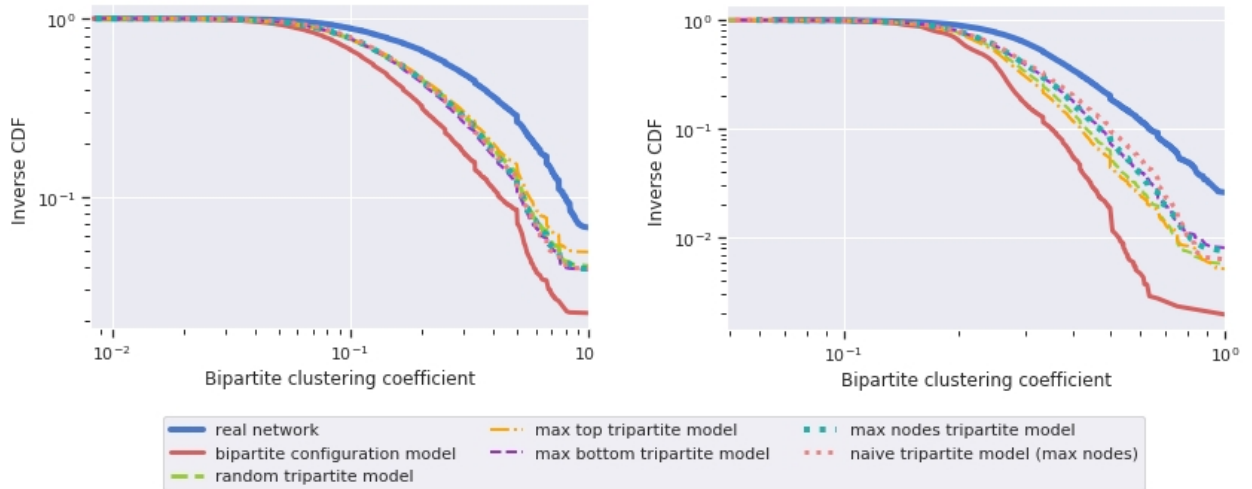 10⁰
10⁻¹
Inverse CDF
10⁻² 10⁻¹ 10
Bipartite clustering coefficient
10⁰
10⁻¹
10⁻²
Inverse CDF
10⁻¹ 10⁰
Bipartite clustering coefficient
real network
bipartite configuration model
random tripartite model
max top tripartite model
max bottom tripartite model
max nodes tripartite model
naive tripartite model (max nodes)